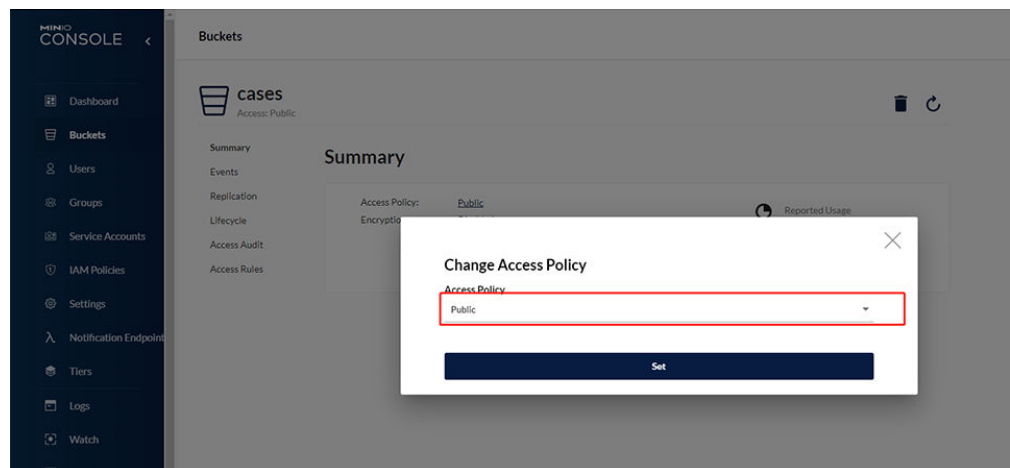 MINIO
CONSOLE
Dashboard
Buckets
Users
Groups
Service Accounts
IAM Policies
Settings
Notification Endpoint
Tiers
Logs
Watch
Buckets
cases
Access: Public
Summary
Events
Replication
Lifecycle
Access Audit
Access Rules
Summary
Access Policy: Public
Reported Usage
Change Access Policy
Access Policy
Public
Set